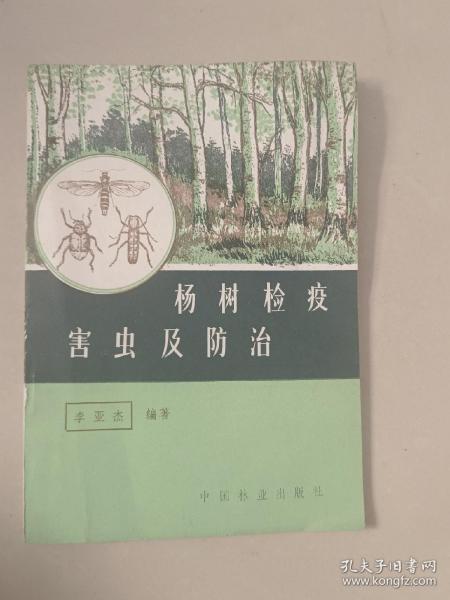 杨树检疫
害虫及防治
李亚杰 编著
中国林业出版社
孔夫子旧书网
www.kongfz.com